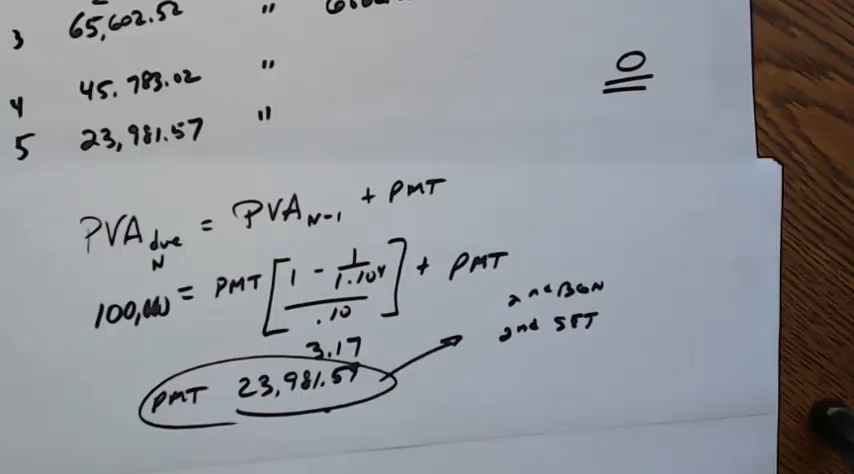 3 65,602.52 "
4 45.783.02 "
0
5 23,981.57 "
PVA due N = PVA N-1 + PMT
100,000 = PMT [ 1 - 1 / 1.10⁴ / .10 ] + PMT
3.17
2nd BGN
2nd SET
PMT 23,981.57